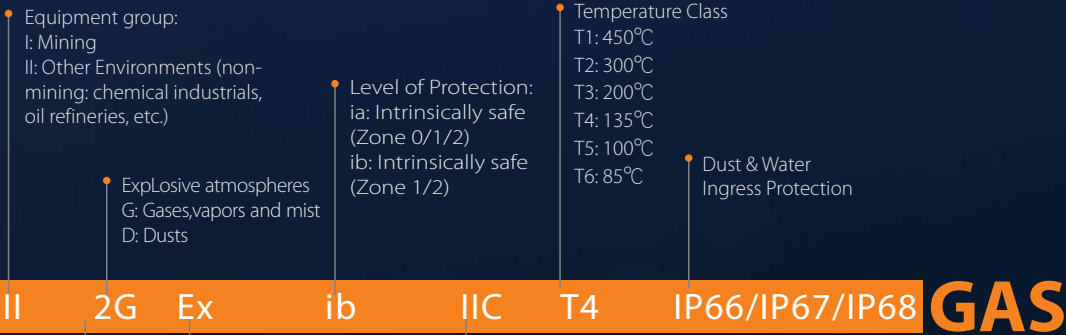 Equipment group:
I: Mining
II: Other Environments (non-
mining: chemical industrials,
oil refineries, etc.)
ExpLosive atmospheres
G: Gases,vapors and mist
D: Dusts
Level of Protection:
ia: Intrinsically safe
(Zone 0/1/2)
ib: Intrinsically safe
(Zone 1/2)
Temperature Class
T1: 450℃
T2: 300℃
T3: 200℃
T4: 135℃
T5: 100℃
T6: 85℃
Dust & Water
Ingress Protection
II 2G Ex ib IIC T4 IP66/IP67/IP68 GAS